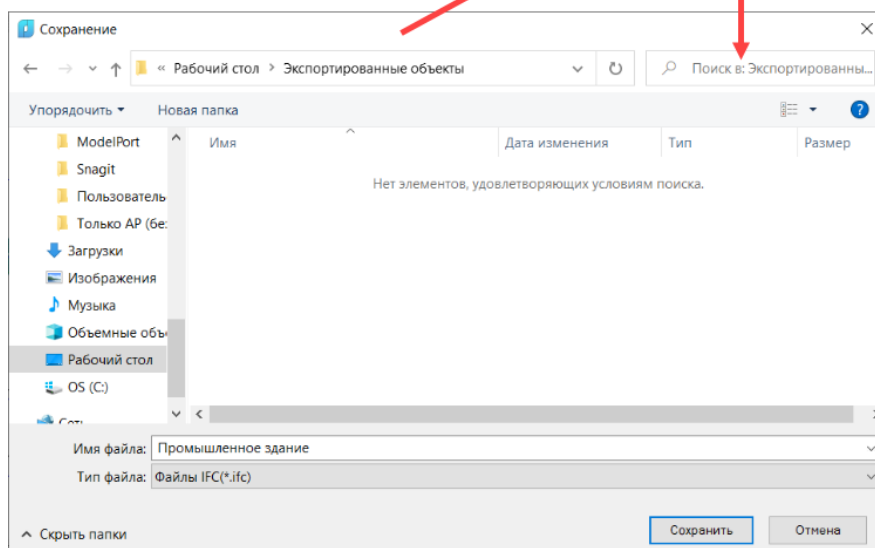 Сохранение
« Рабочий стол > Экспортированные объекты
Поиск в: Экспортированны...
Упорядочить
Новая папка
?
Имя
Дата изменения
Тип
Размер
Нет элементов, удовлетворяющих условиям поиска.
ModelPort
Snagit
Пользователь
Только АР (бе:
Загрузки
Изображения
Музыка
Объемные объ
Рабочий стол
OS (C:)
Имя файла: Промышленное здание
Тип файла: Файлы IFC(*.ifc)
Скрыть папки
Сохранить
Отмена